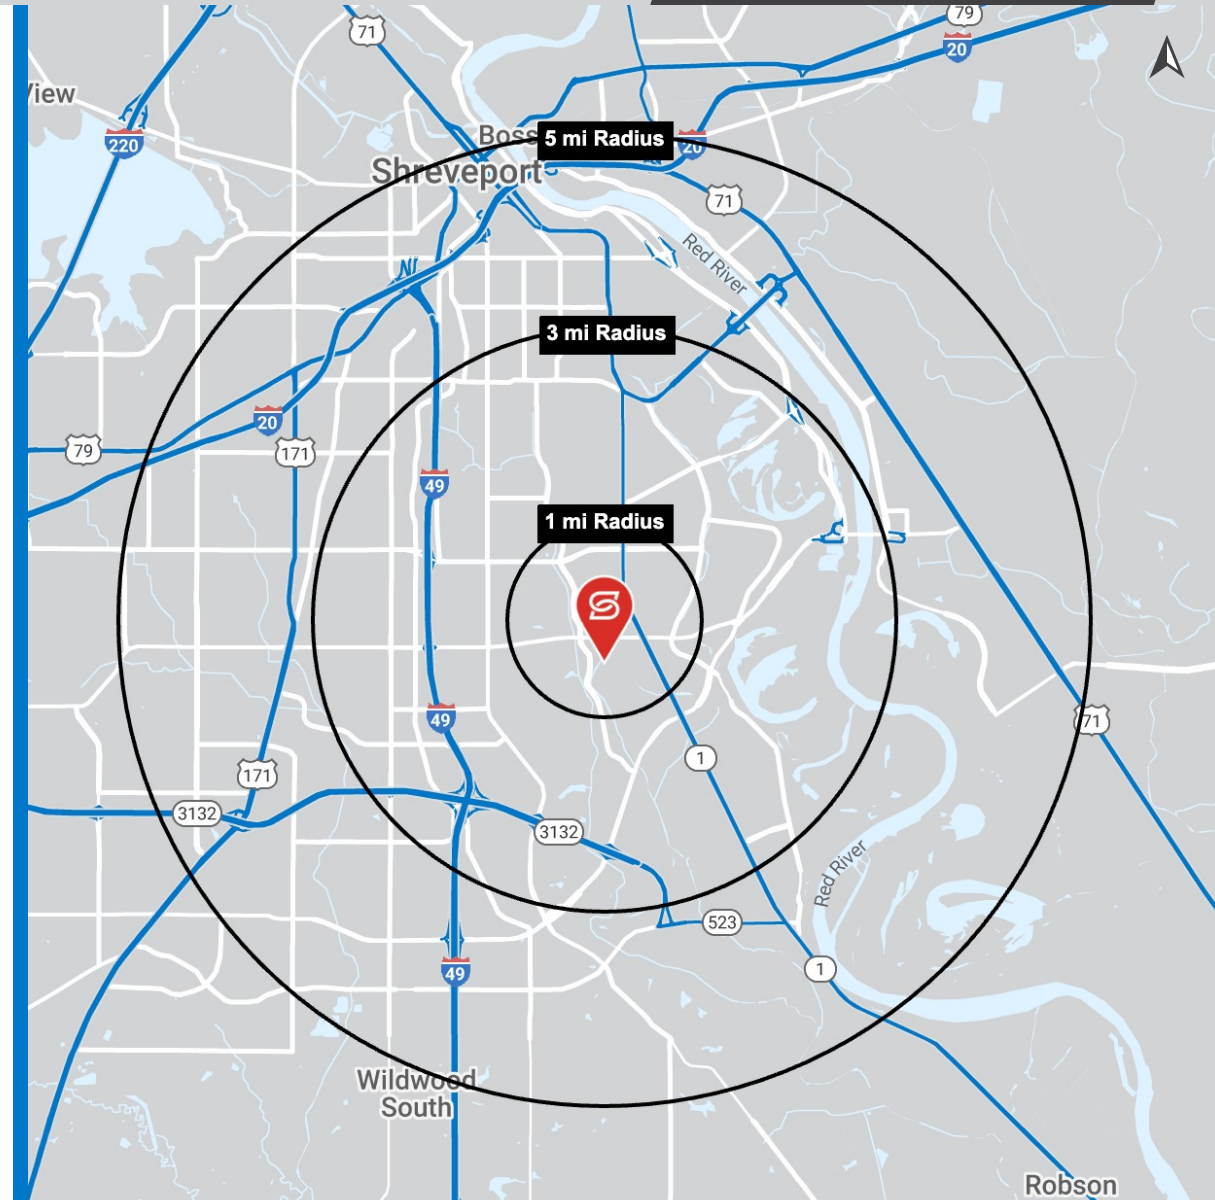 79
71
20
View
220
Boss
5 mi Radius
20
Shreveport
71
Red River
3 mi Radius
20
79
171
49
1 mi Radius
49
71
1
171
3132
3132
Red River
523
1
49
Wildwood
South
Robson